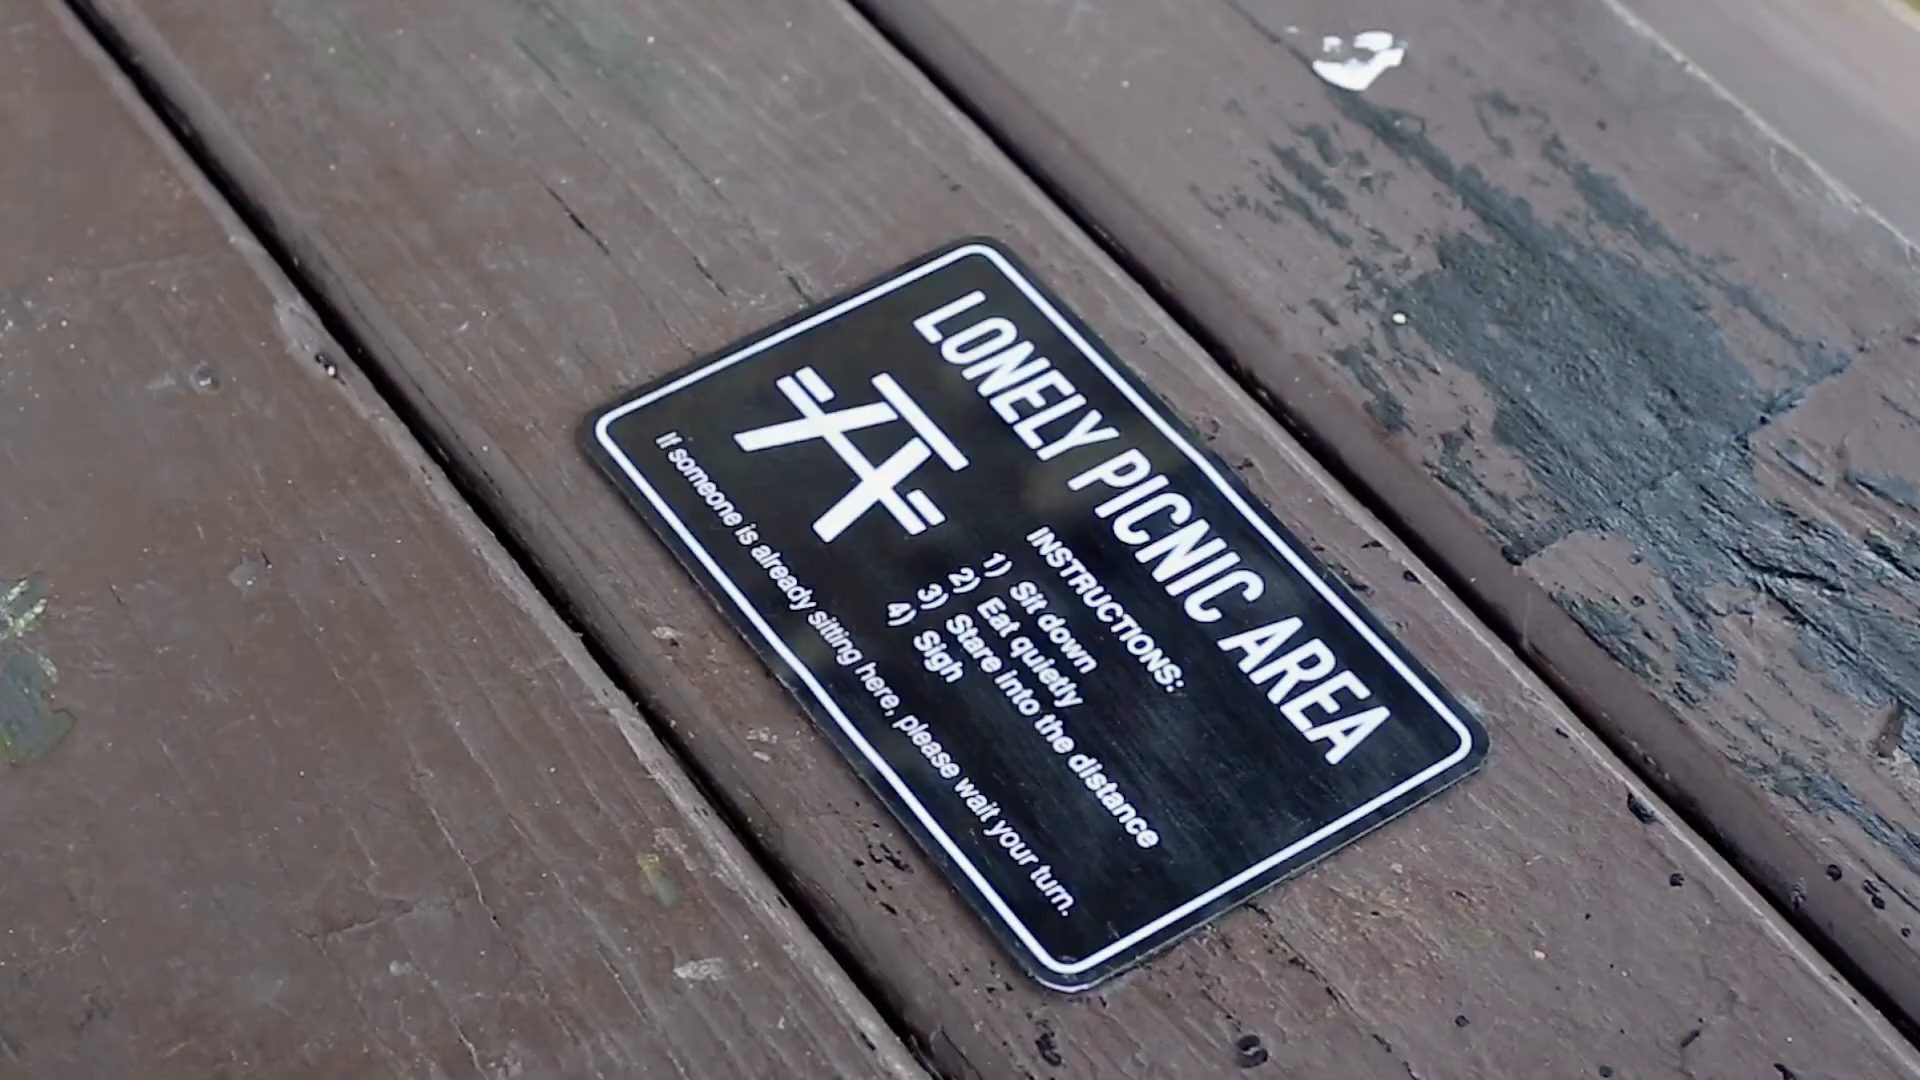 LONELY PICNIC AREA
INSTRUCTIONS:
1) Sit down
2) Eat quietly
3) Stare into the distance
4) Sigh
If someone is already sitting here, please wait your turn.